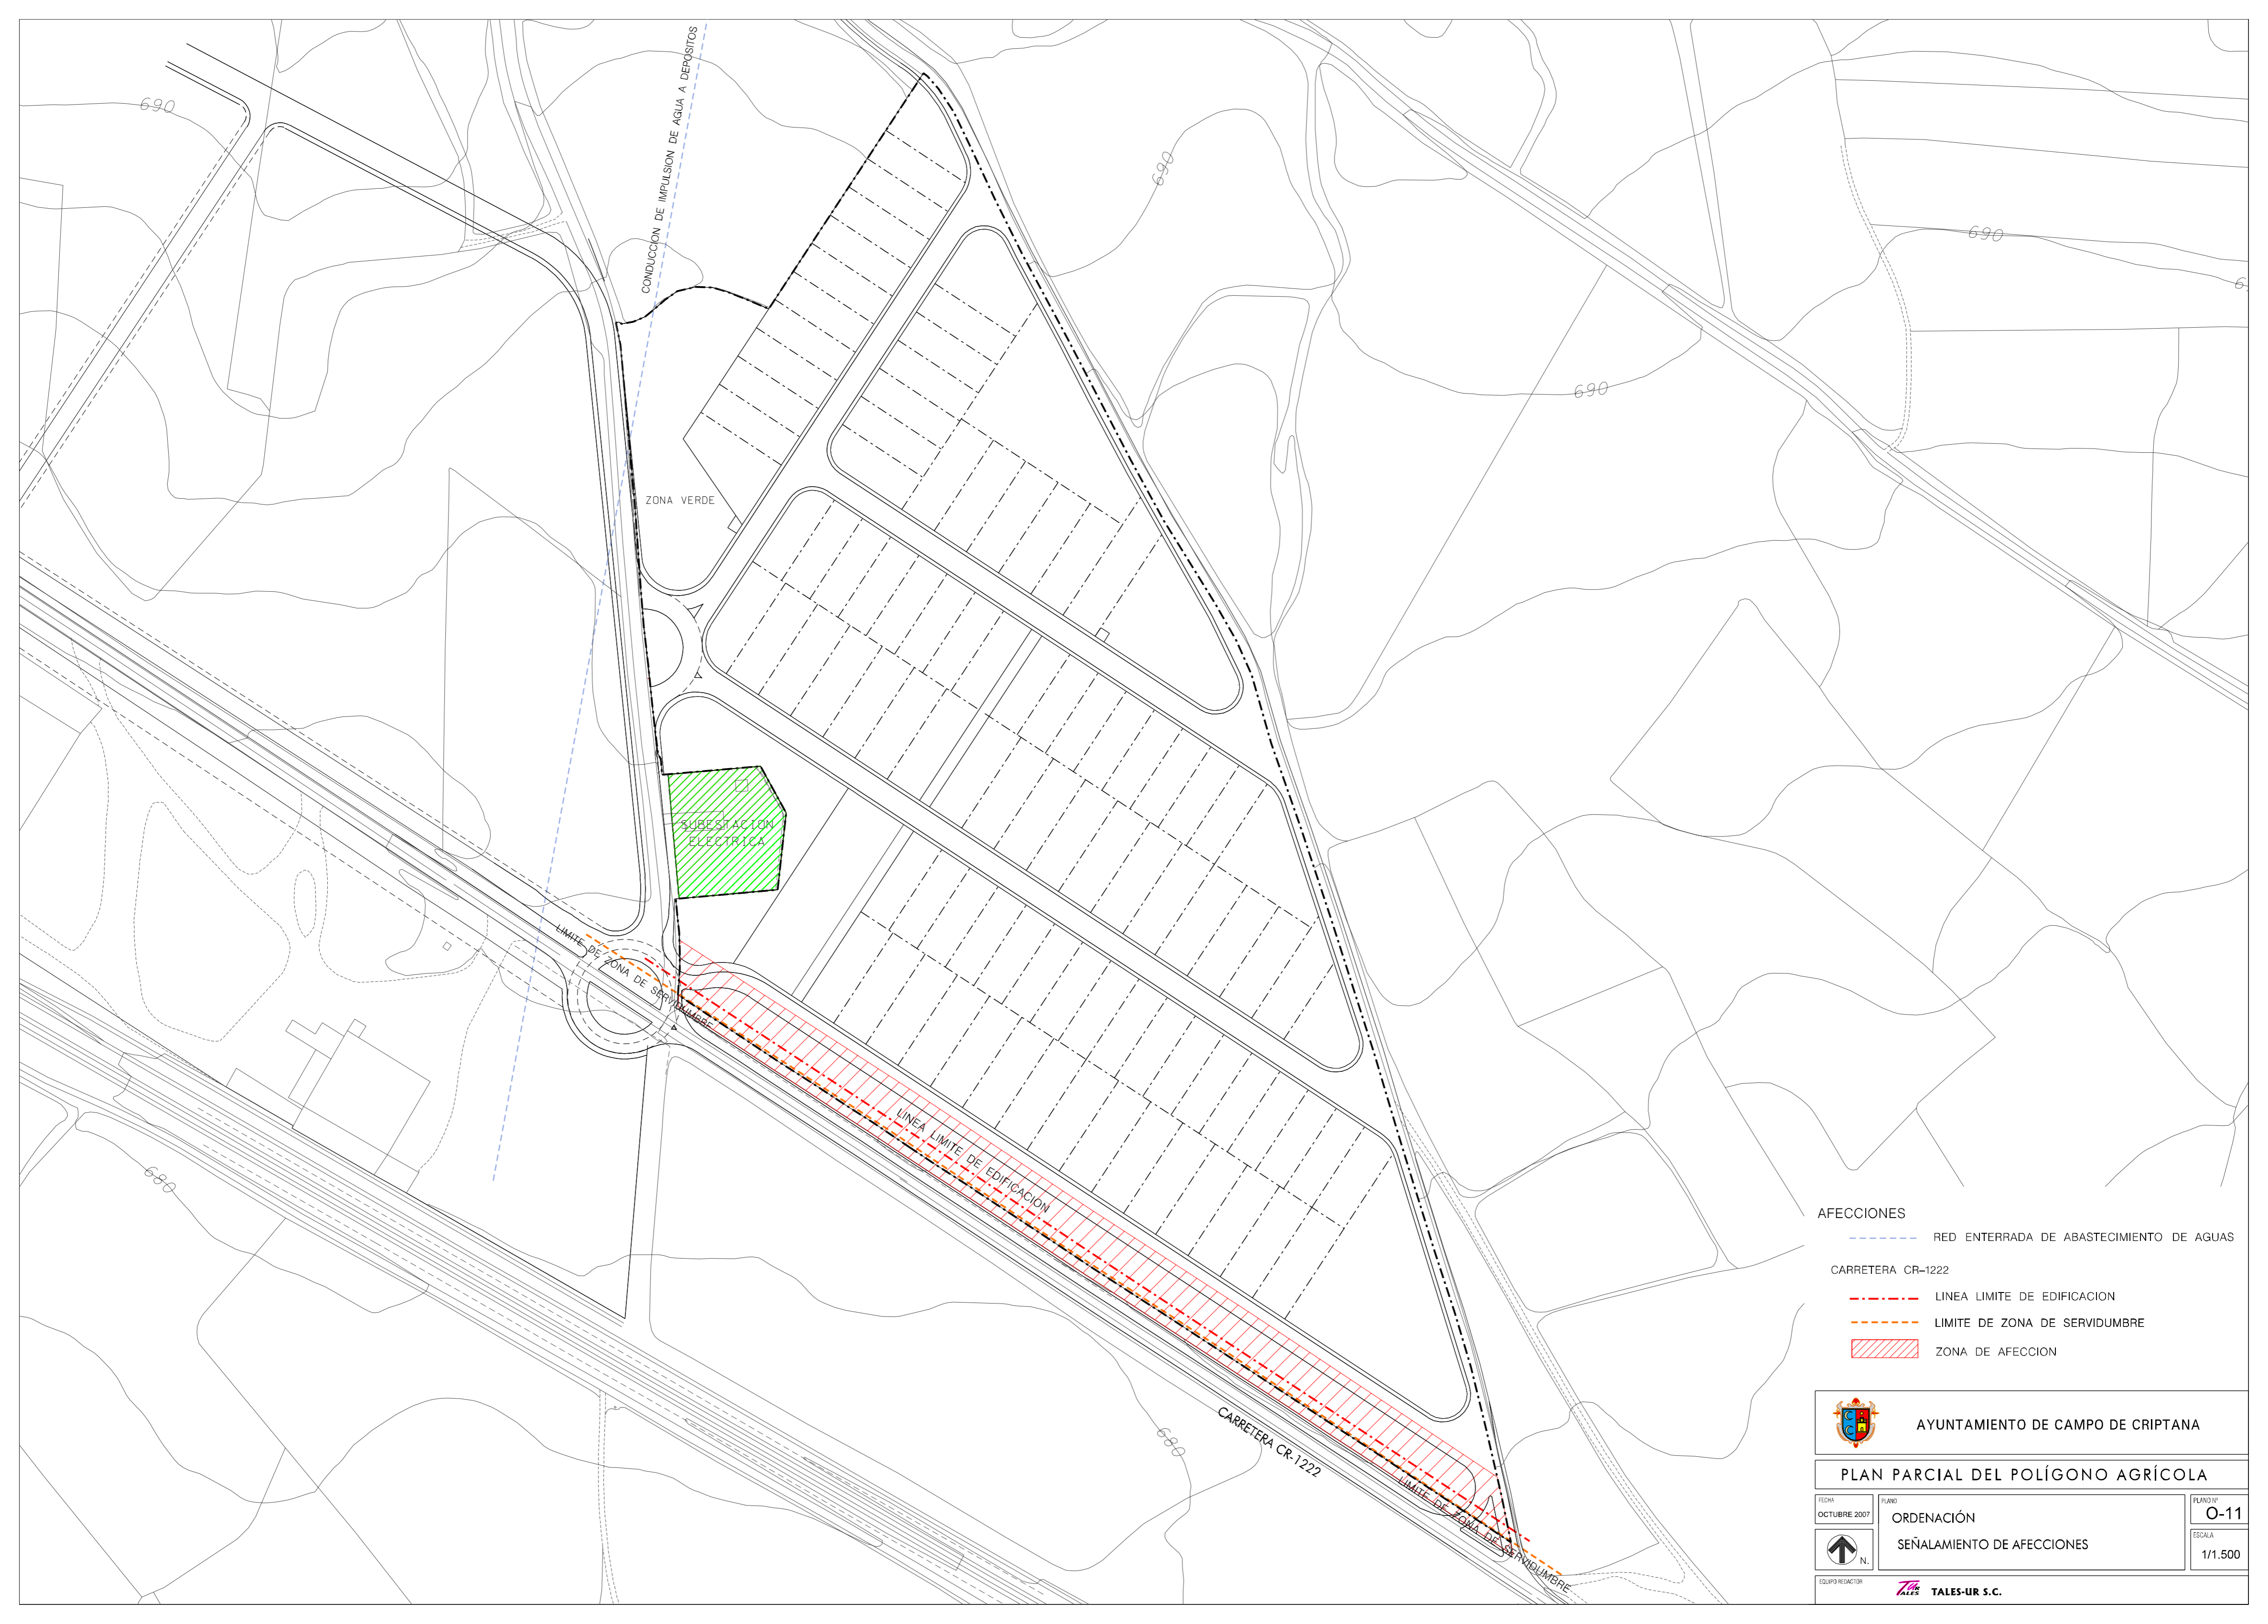 CONDUCCION DE IMPULSION DE AGUA A DEPOSITOS
690
690
690
690
ZONA VERDE
SUBESTACION
ELECTRICA
LIMITE DE ZONA DE SERVIDUMBRE
LINEA LIMITE DE EDIFICACION
680
680
CARRETERA CR-1222
LIMITE DE ZONA DE SERVIDUMBRE
AFECCIONES
RED ENTERRADA DE ABASTECIMIENTO DE AGUAS
CARRETERA CR-1222
LINEA LIMITE DE EDIFICACION
LIMITE DE ZONA DE SERVIDUMBRE
ZONA DE AFECCION
AYUNTAMIENTO DE CAMPO DE CRIPTANA
PLAN PARCIAL DEL POLÍGONO AGRÍCOLA
FECHA
OCTUBRE 2007
PLANO
ORDENACIÓN
SEÑALAMIENTO DE AFECCIONES
PLANO Nº
O-11
ESCALA
1/1.500
N.
EQUIPO REDACTOR
TALES-UR S.C.